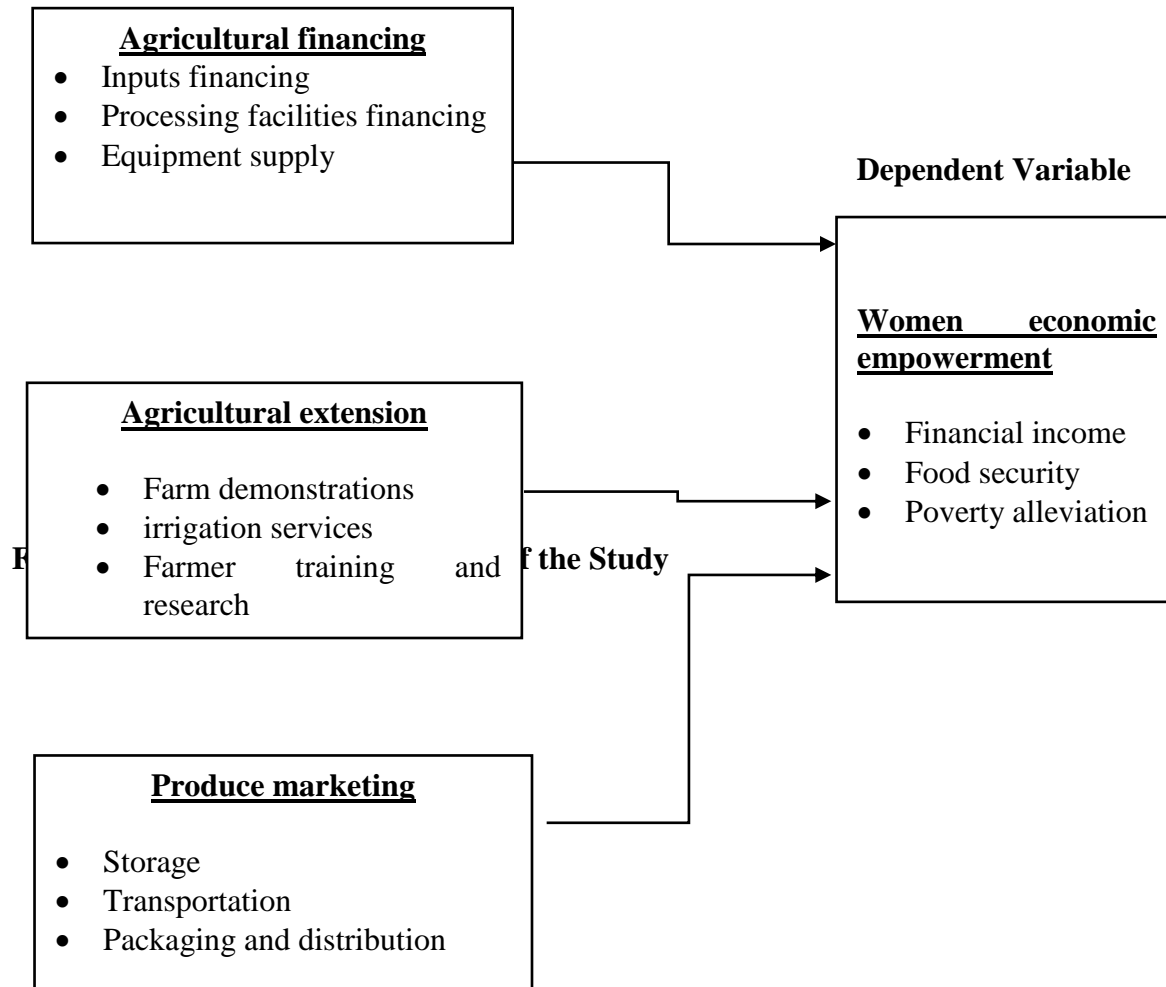 Agricultural financing
• Inputs financing
• Processing facilities financing
• Equipment supply
Dependent Variable
Women economic
empowerment
• Financial income
• Food security
• Poverty alleviation
Agricultural extension
• Farm demonstrations
• irrigation services
• Farmer training and
research
of the Study
Produce marketing
• Storage
• Transportation
• Packaging and distribution